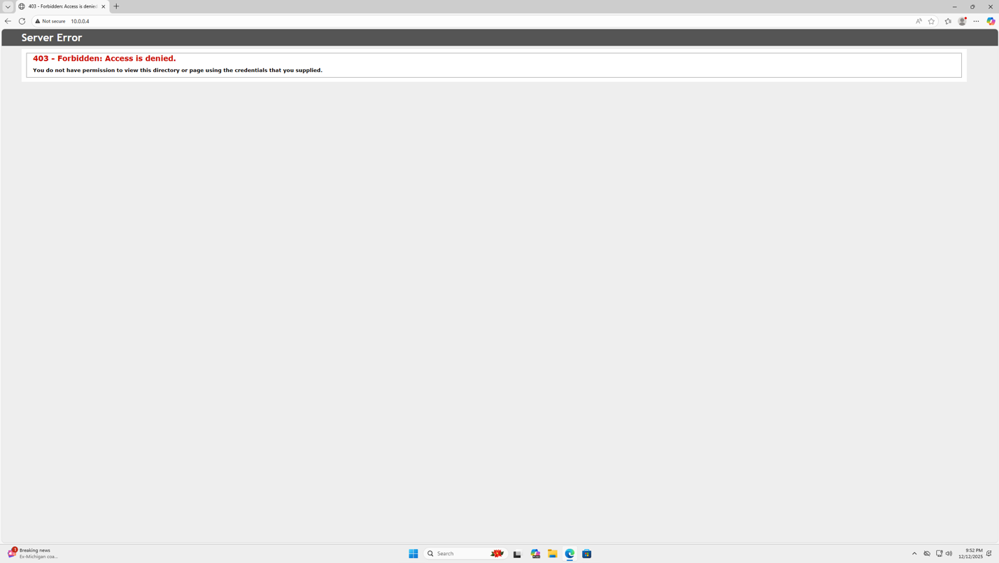 403 - Forbidden: Access is denied
Not secure
10.0.0.4
Server Error
403 - Forbidden: Access is denied.
You do not have permission to view this directory or page using the credentials that you supplied.
1
Breaking news
Ex-Michigan coa...
Search
9:52 PM
12/12/2025